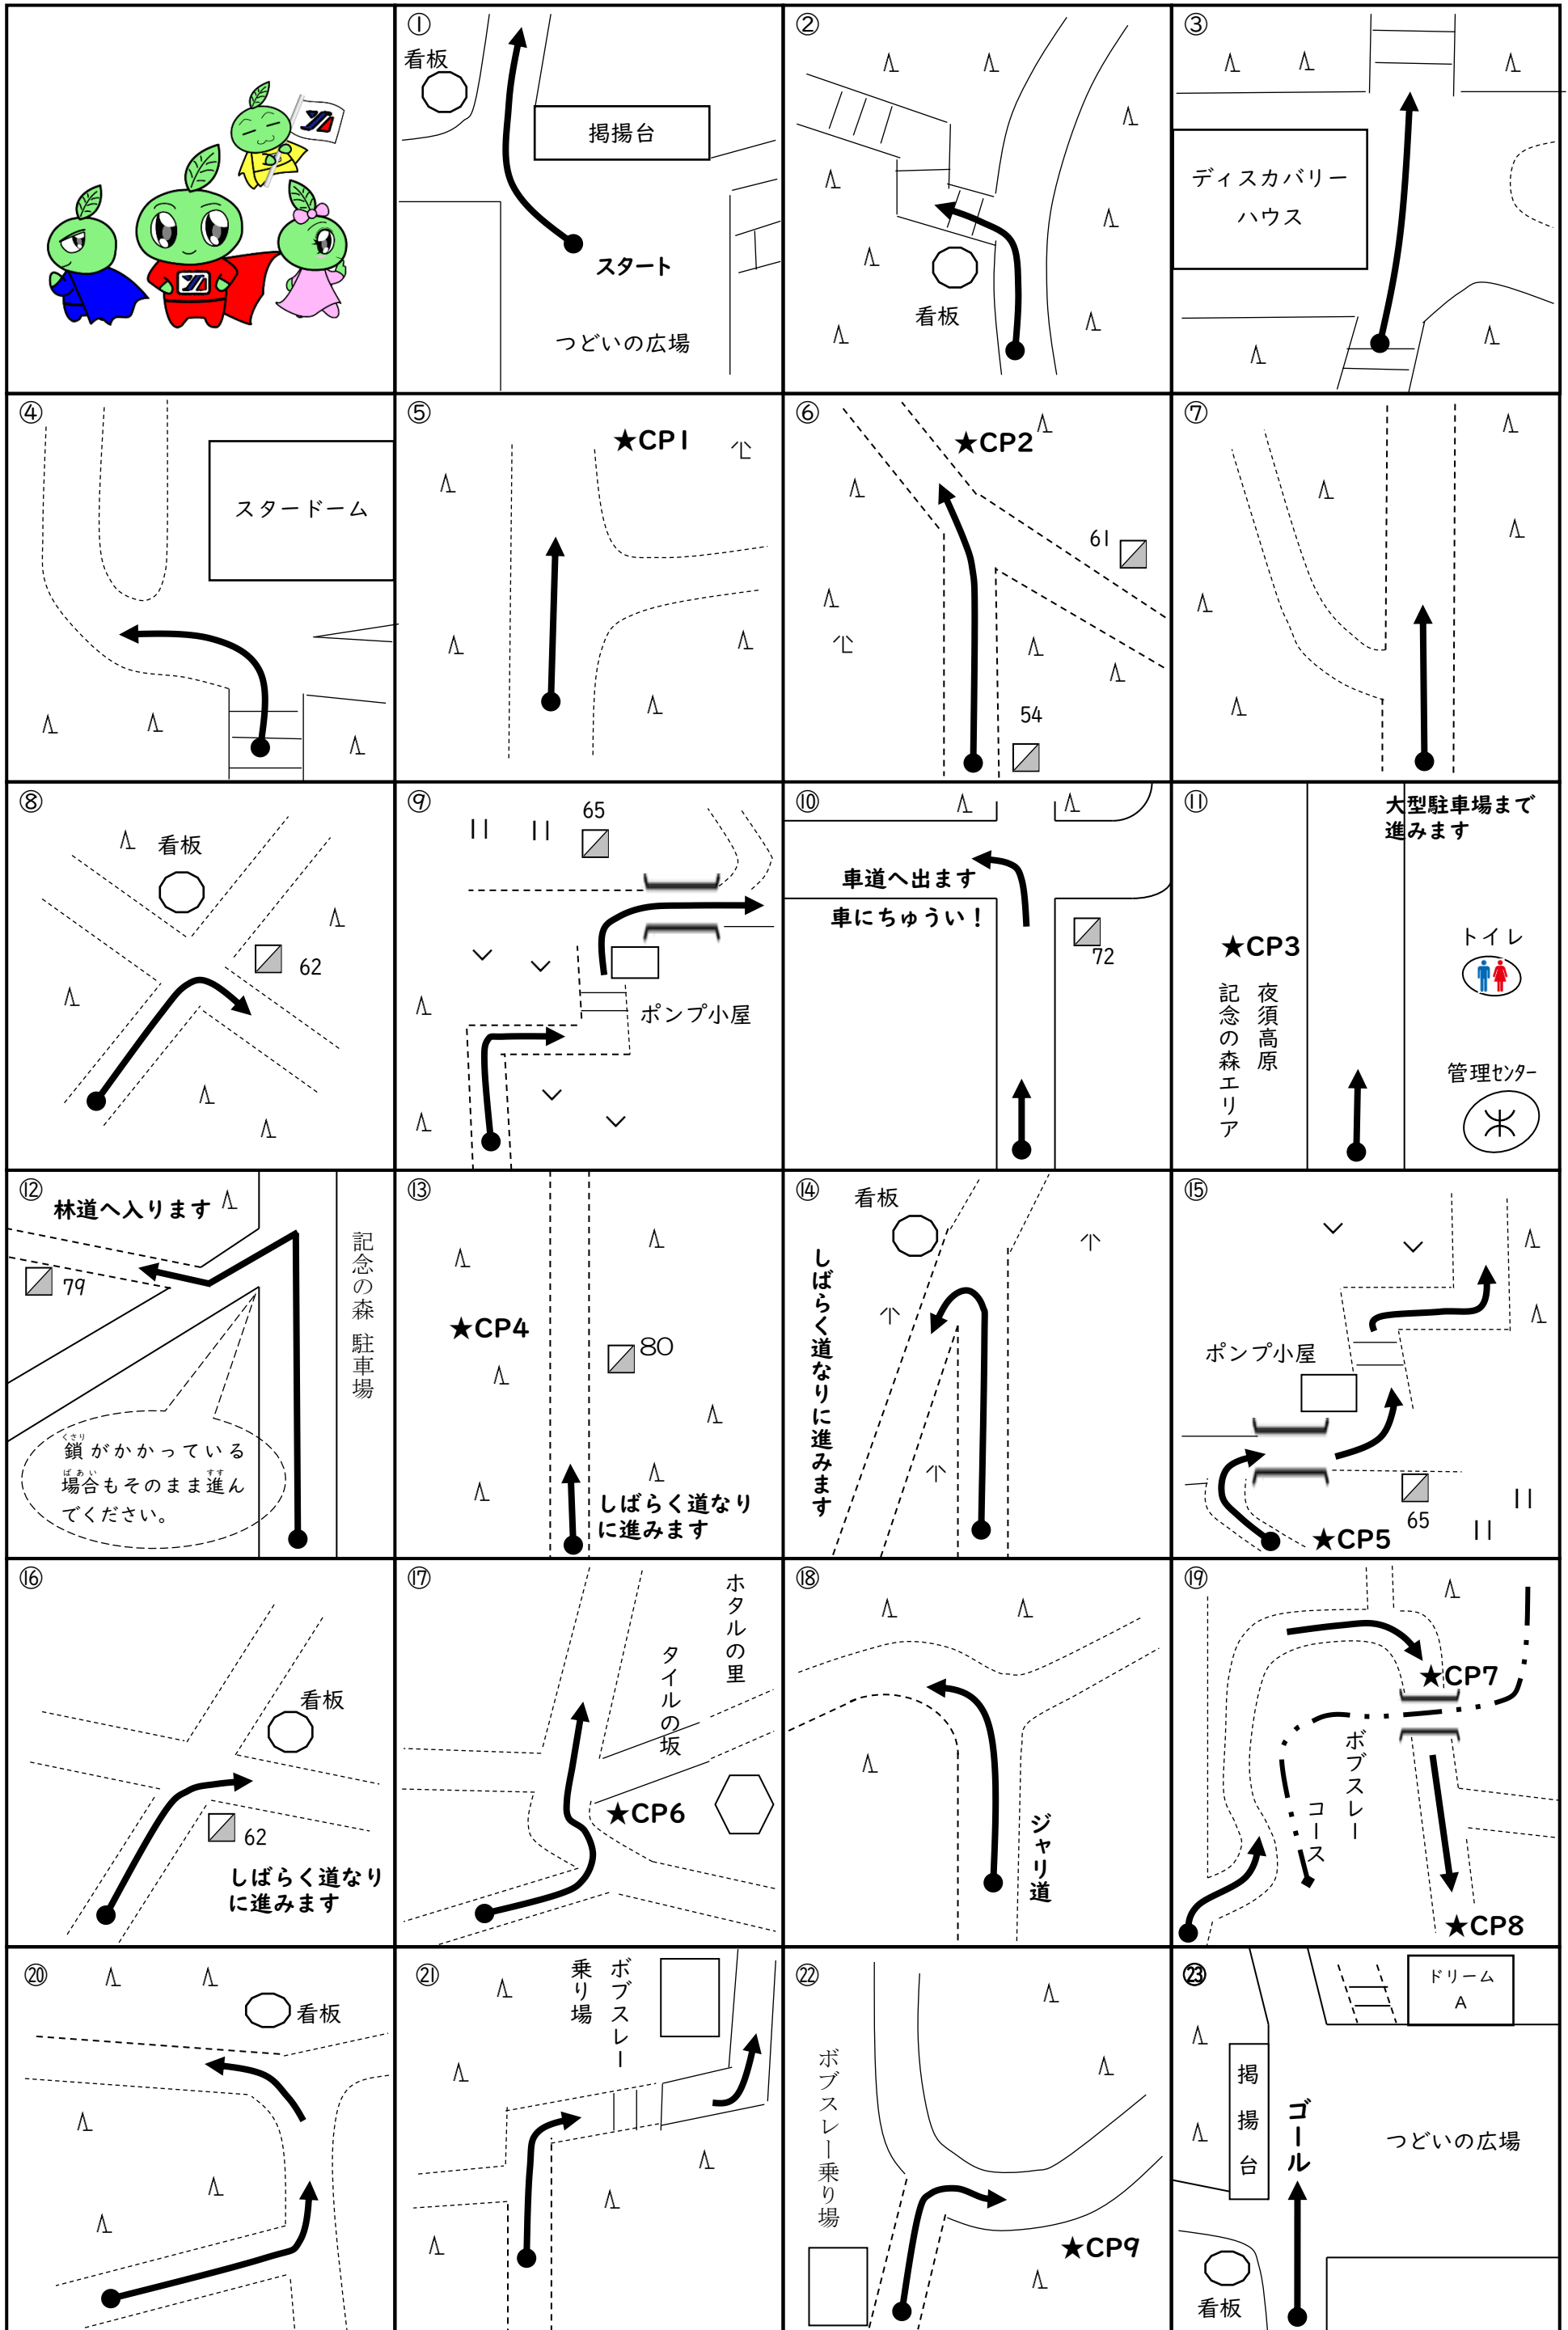 ①
看板
掲揚台
スタート
つどいの広場
②
看板
③
ディスカバリー
ハウス
④
スタードーム
⑤
★CP1
⑥
★CP2
61
54
⑦
⑧
看板
62
⑨
65
ポンプ小屋
⑩
車道へ出ます
車にちゅうい!
72
⑪
大型駐車場まで
進みます
★CP3
夜須高原
記念の森エリア
トイレ
管理センター
⑫
林道へ入ります
79
記念の森 駐車場
鎖がかかっている
くさり
場合もそのまま進ん
ばあい
すす
でください。
⑬
★CP4
80
しばらく道なり
に進みます
⑭
看板
しばらく道なりに進みます
⑮
ポンプ小屋
65
★CP5
⑯
看板
62
しばらく道なり
に進みます
⑰
ホタルの里
タイルの坂
★CP6
⑱
ジャリ道
⑲
★CP7
ボブスレー
コース
★CP8
⑳
看板
㉑
ボブスレー
乗り場
㉒
ボブスレー乗り場
★CP9
㉓
ドリーム
A
掲揚台
ゴール
つどいの広場
看板